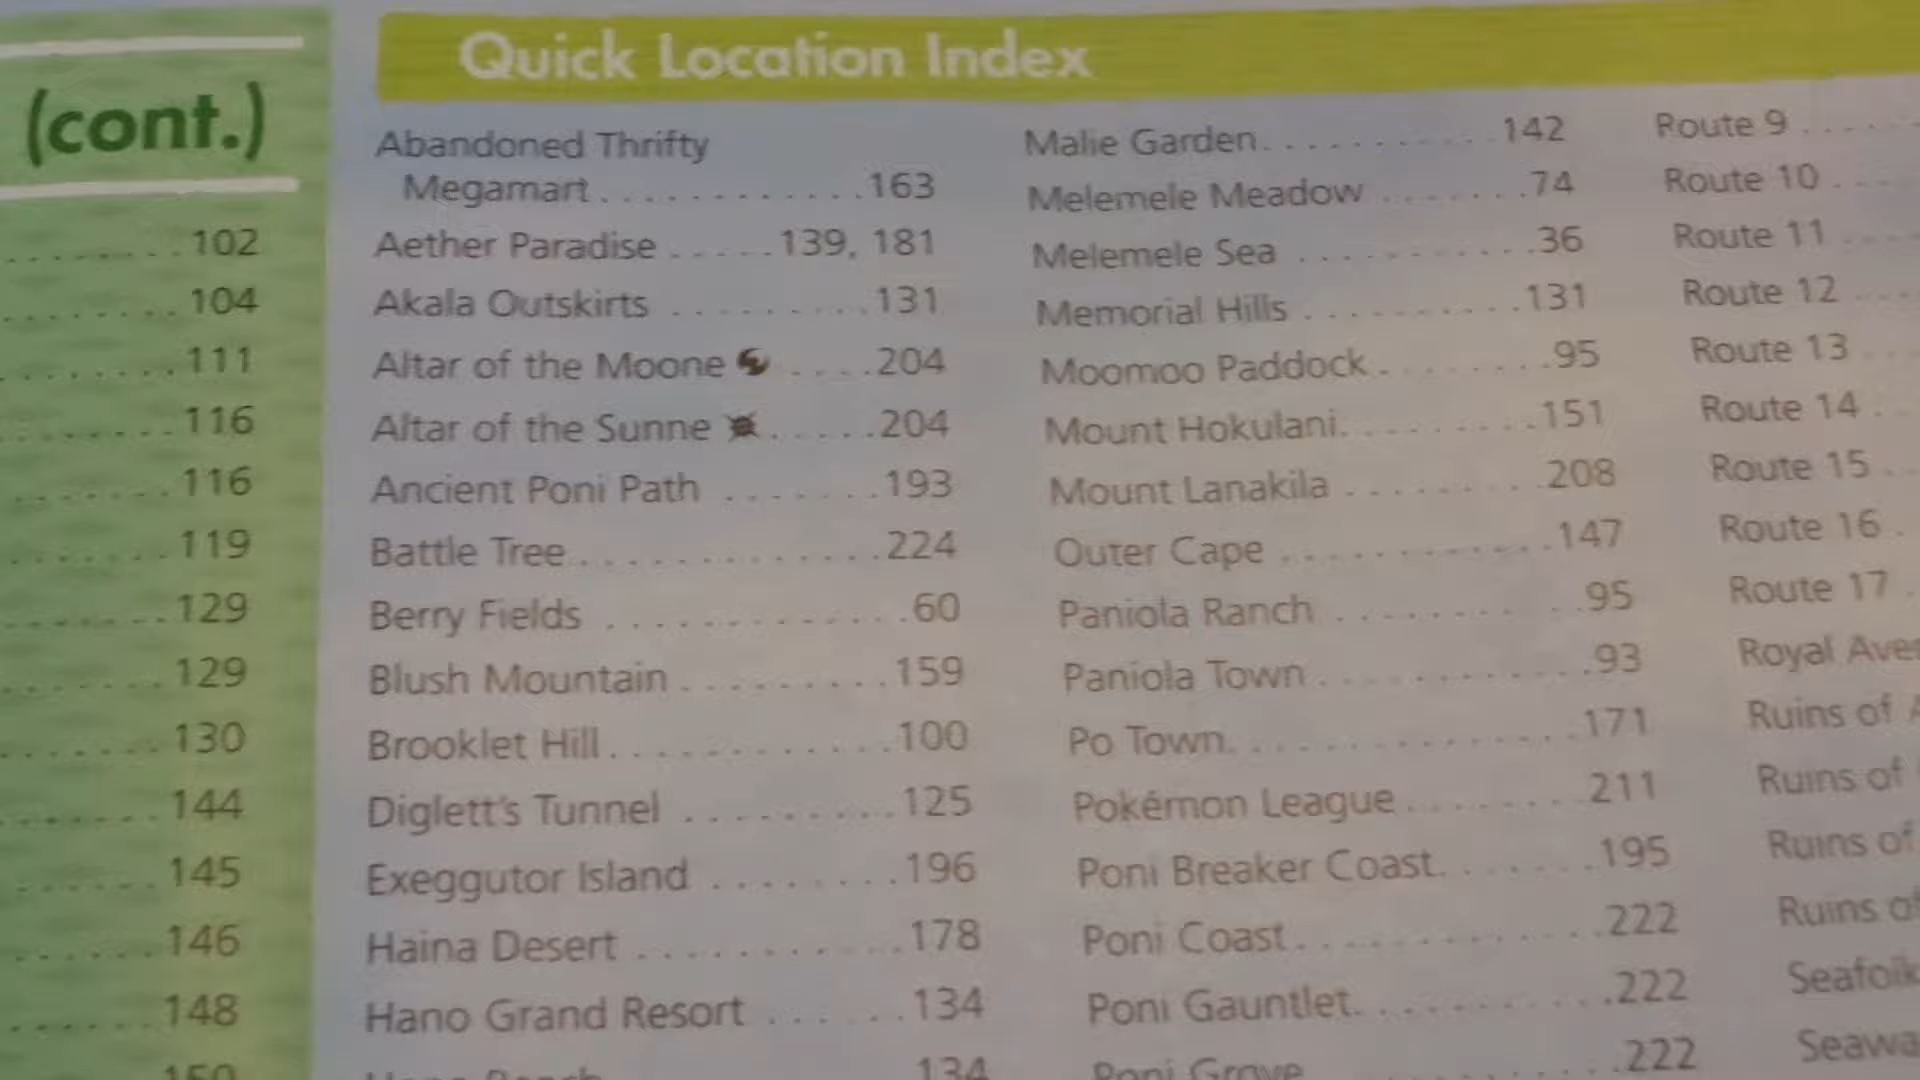 (cont.)
102
104
111
116
116
119
129
129
130
144
145
146
148
150
Quick Location Index
Abandoned Thrifty
Megamart............163
Aether Paradise.....139, 181
Akala Outskirts.........131
Altar of the Moone....204
Altar of the Sunne.....204
Ancient Poni Path.......193
Battle Tree.............224
Berry Fields............60
Blush Mountain.........159
Brooklet Hill............100
Diglett's Tunnel.........125
Exeggutor Island........196
Haina Desert...........178
Hano Grand Resort......134
134
Malie Garden...........142
Melemele Meadow.......74
Melemele Sea..........36
Memorial Hills..........131
Moomoo Paddock........95
Mount Hokulani.........151
Mount Lanakila.........208
Outer Cape............147
Paniola Ranch..........95
Paniola Town...........93
Po Town...............171
Pokémon League........211
Poni Breaker Coast.......195
Poni Coast.............222
Poni Gauntlet...........222
Poni Grove............222
Route 9
Route 10
Route 11
Route 12
Route 13
Route 14
Route 15
Route 16
Route 17
Royal
Ruins of
Ruins of
Ruins of
Ruins of